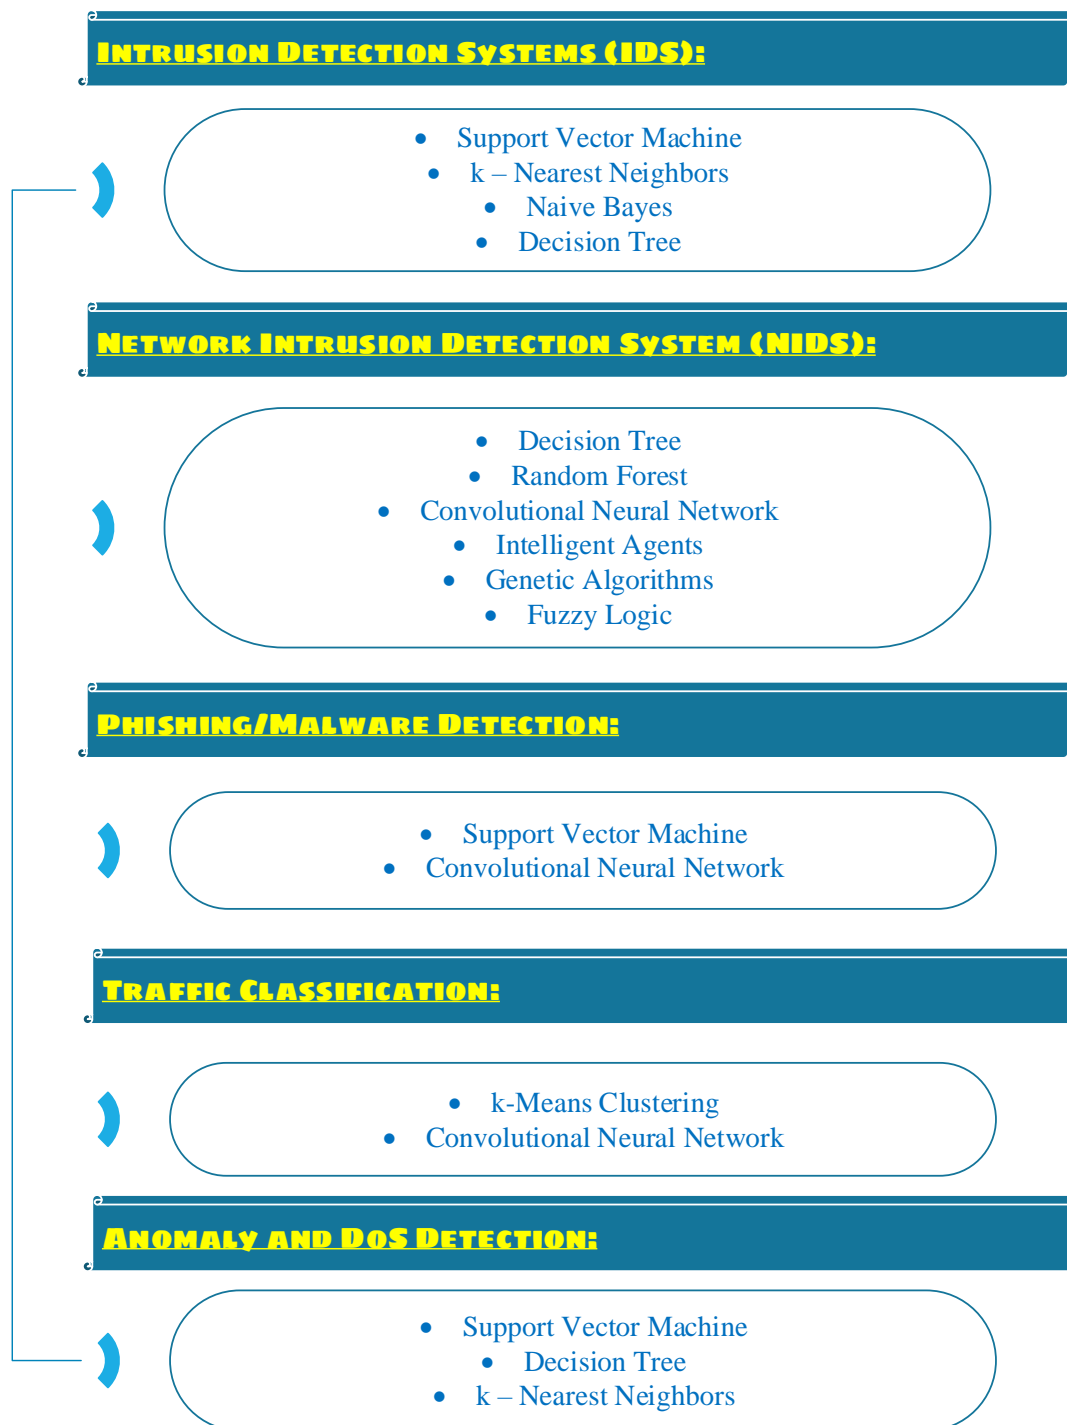 INTRUSION DETECTION SYSTEMS (IDS):
• Support Vector Machine
• k – Nearest Neighbors
• Naive Bayes
• Decision Tree
NETWORK INTRUSION DETECTION SYSTEM (NIDS):
• Decision Tree
• Random Forest
• Convolutional Neural Network
• Intelligent Agents
• Genetic Algorithms
• Fuzzy Logic
PHISHING/MALWARE DETECTION:
• Support Vector Machine
• Convolutional Neural Network
TRAFFIC CLASSIFICATION:
• k-Means Clustering
• Convolutional Neural Network
ANOMALY AND DOS DETECTION:
• Support Vector Machine
• Decision Tree
• k – Nearest Neighbors